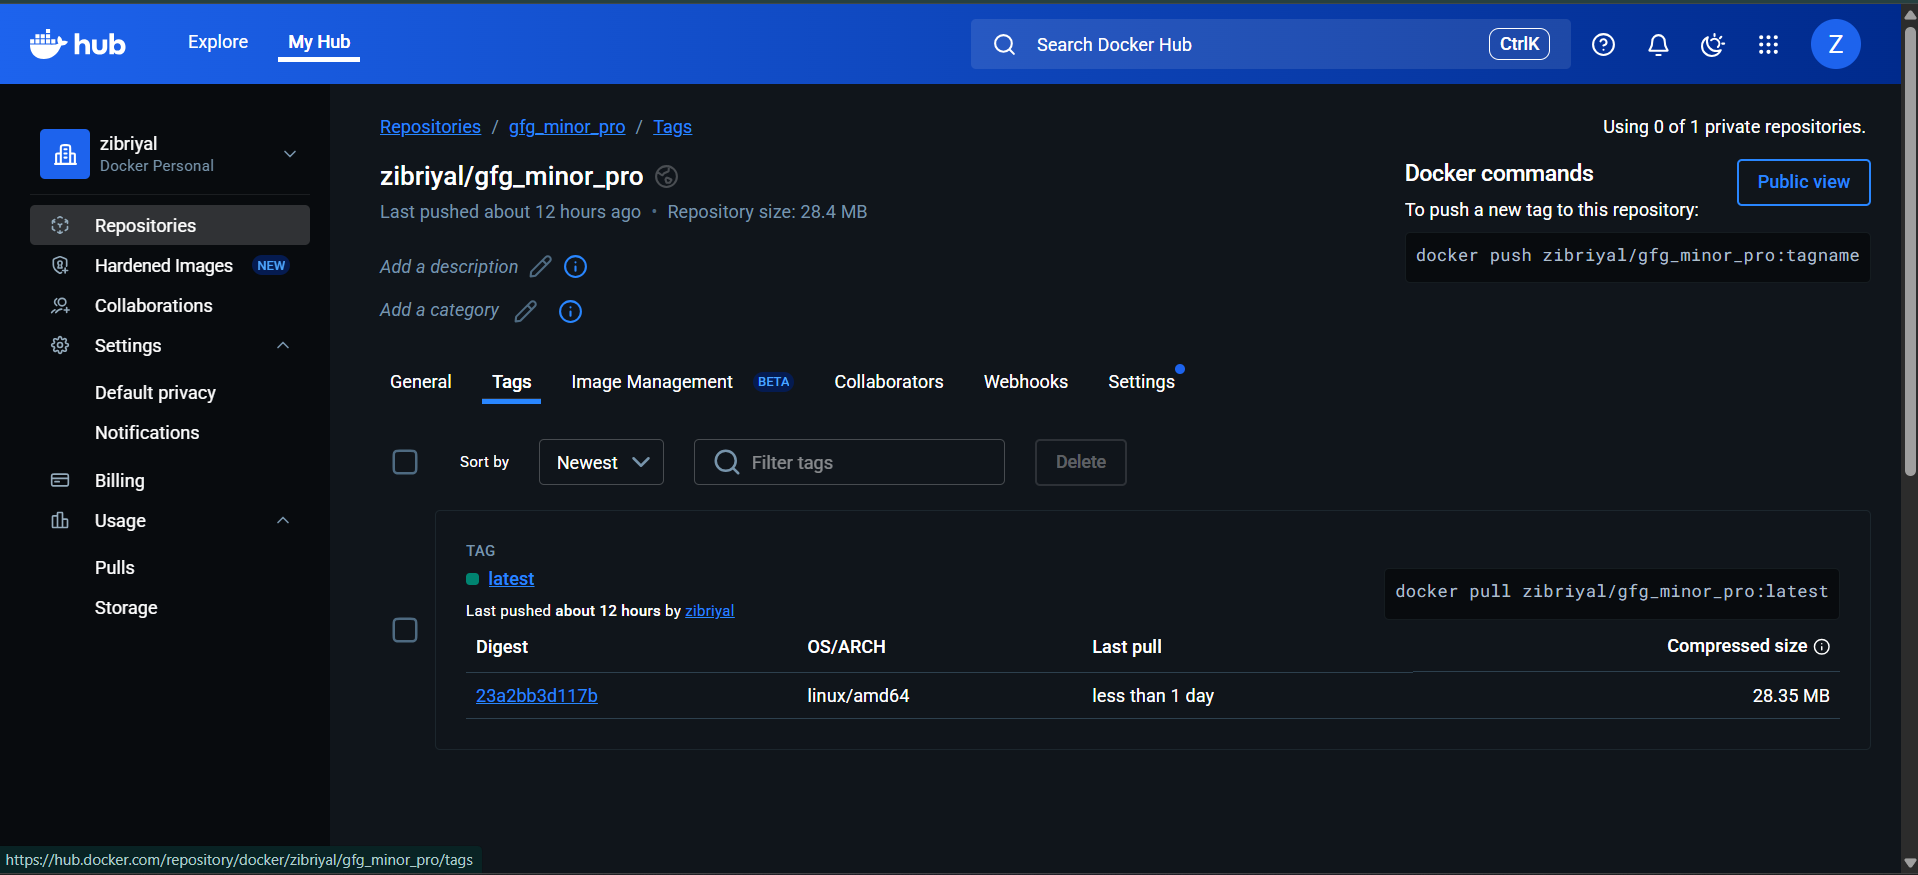 hub
Explore
My Hub
Search Docker Hub
CtrlK
Z
zibriyal
Docker Personal
Repositories
Hardened Images NEW
Collaborations
Settings
Default privacy
Notifications
Billing
Usage
Pulls
Storage
Repositories / gfg_minor_pro / Tags
Using 0 of 1 private repositories.
zibriyal/gfg_minor_pro
Last pushed about 12 hours ago • Repository size: 28.4 MB
Add a description
Add a category
Docker commands
Public view
To push a new tag to this repository:
docker push zibriyal/gfg_minor_pro:tagname
General
Tags
Image Management BETA
Collaborators
Webhooks
Settings
Sort by
Newest
Filter tags
Delete
TAG
latest
Last pushed about 12 hours by zibriyal
docker pull zibriyal/gfg_minor_pro:latest
Digest OS/ARCH Last pull Compressed size
23a2bb3d117b linux/amd64 less than 1 day 28.35 MB
https://hub.docker.com/repository/docker/zibriyal/gfg_minor_pro/tags